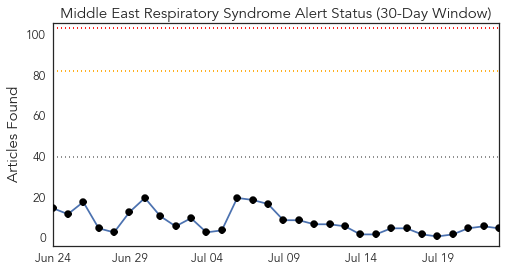 Middle East Respiratory Syndrome Alert Status (30-Day Window)
Articles Found
100
80
60
40
20
0
Jun 24 Jun 29 Jul 04 Jul 09 Jul 14 Jul 19